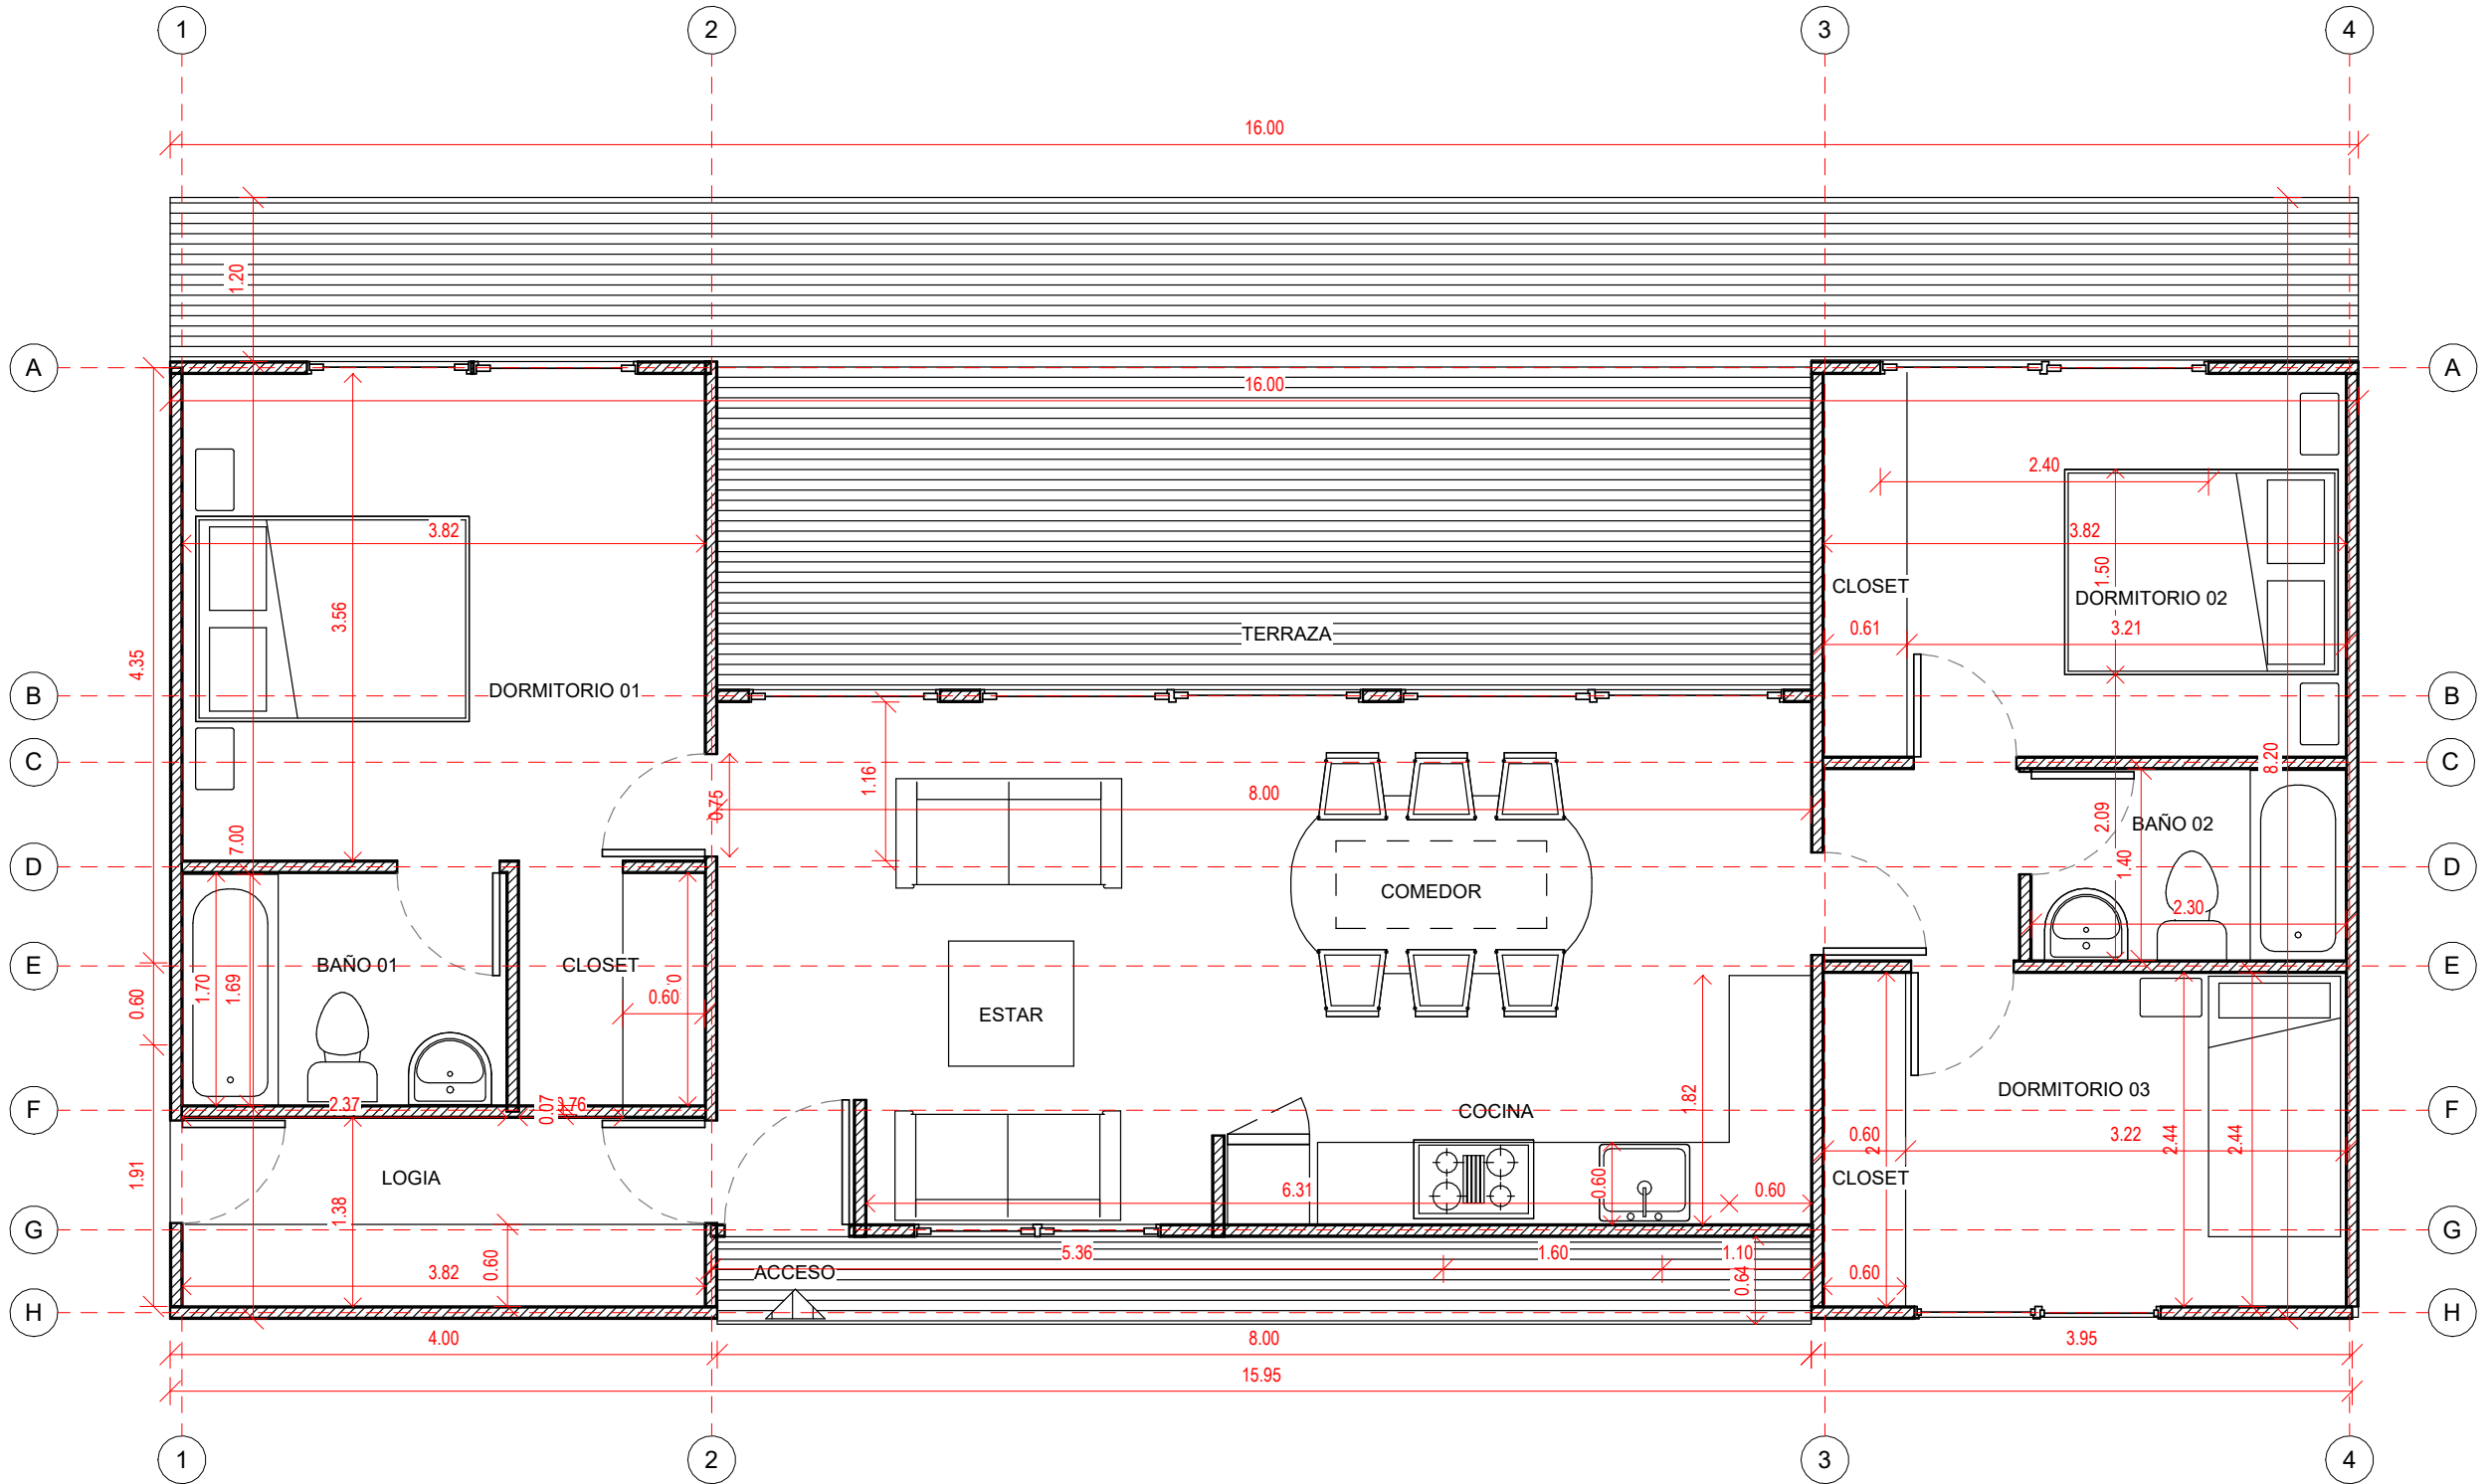 1 2 3 4
16.00
1.20
A A
16.00
2.40
3.82 3.82
1.50
CLOSET
DORMITORIO 02
3.56
TERRAZA
0.61 3.21
4.35
DORMITORIO 01
B B
C C
1.16
0.75
8.00
8.20
2.09
BAÑO 02
7.00
1.40
D D
COMEDOR
2.30
BAÑO 01 CLOSET
E E
1.70 1.69
0.60
0.60
ESTAR
DORMITORIO 03
2.37 0.07
1.82
COCINA
F F
0.60 3.22
2.44 2.44
1.91
LOGIA
CLOSET
6.31 0.60 0.60
1.38
G G
5.36 1.60 1.10
0.60
ACCESO
0.64
3.82
0.60
H H
4.00 8.00 3.95
15.95
1 2 3 4